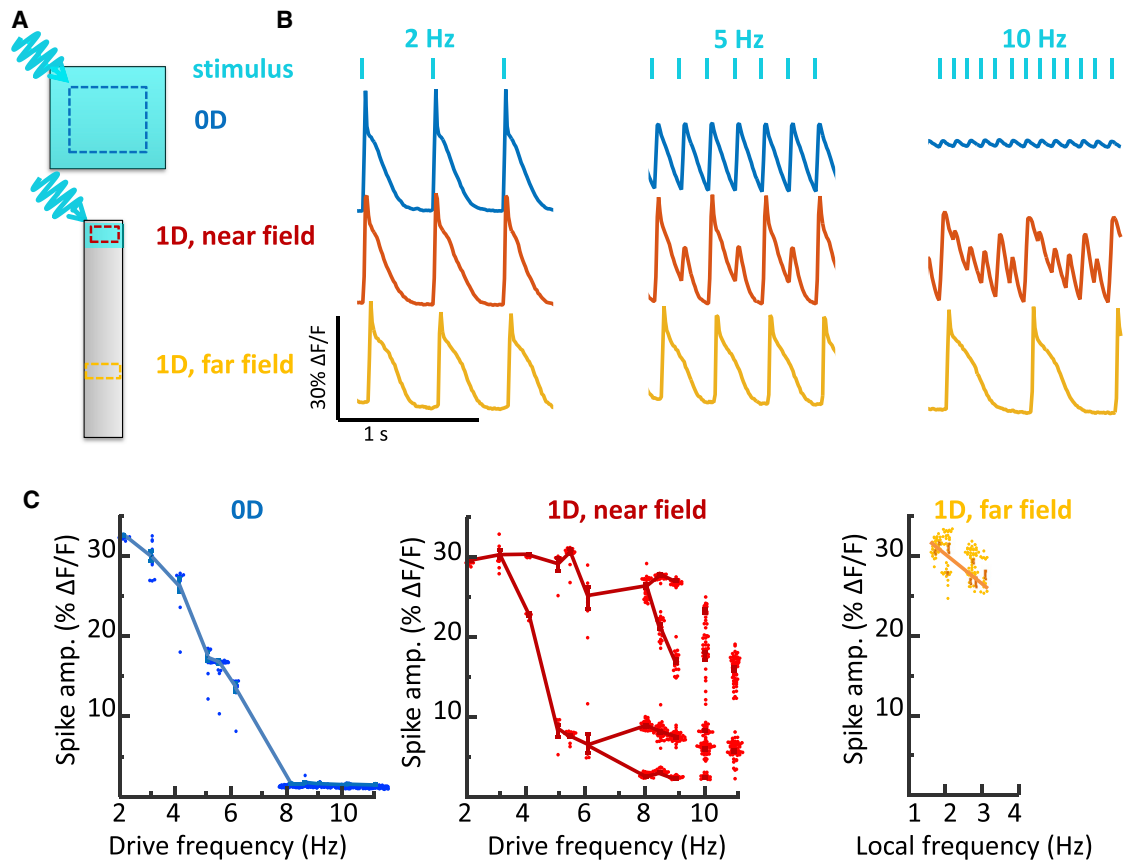 A
B
2 Hz
5 Hz
10 Hz
stimulus
0D
1D, near field
1D, far field
30% ΔF/F
1 s
C
0D
1D, near field
1D, far field
Spike amp. (% ΔF/F)
30
20
10
2
4
6
8
10
Drive frequency (Hz)
Spike amp. (% ΔF/F)
30
20
10
2
4
6
8
10
Drive frequency (Hz)
Spike amp. (% ΔF/F)
30
20
10
1
2
3
4
Local frequency (Hz)